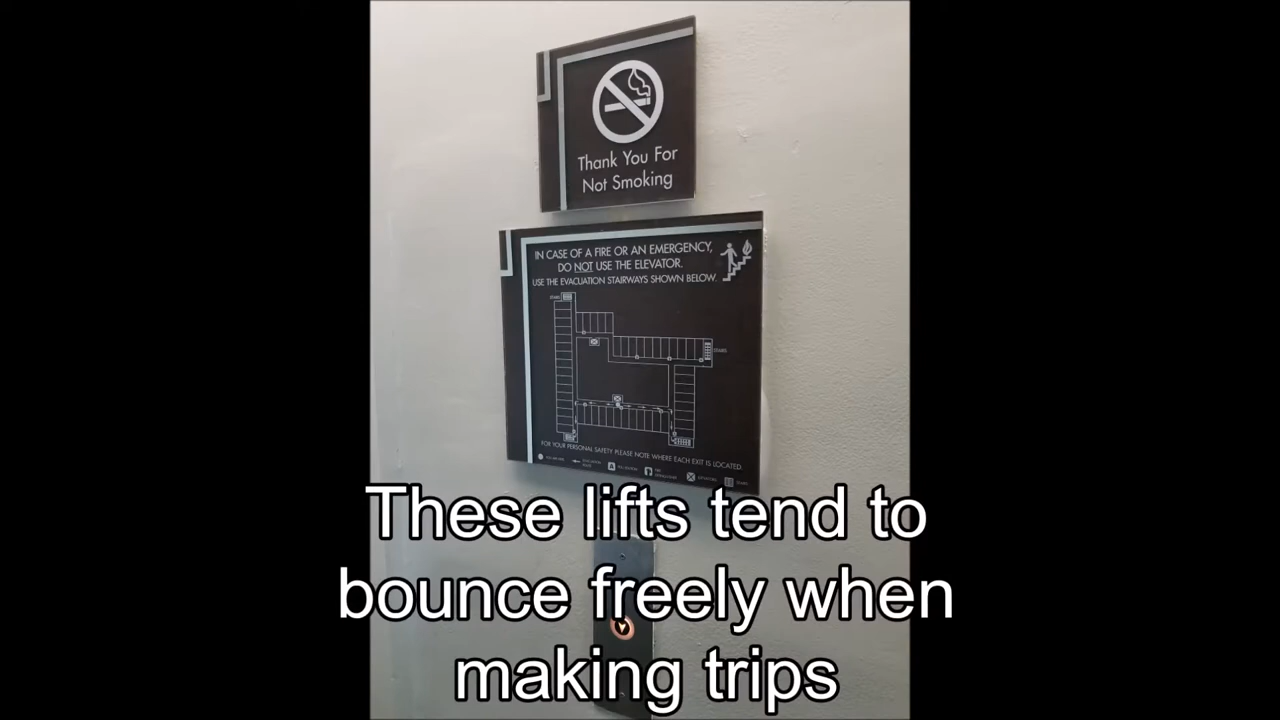 Thank You For
Not Smoking
IN CASE OF A FIRE OR AN EMERGENCY,
DO NOT USE THE ELEVATOR.
USE THE EVACUATION STAIRWAYS SHOWN BELOW.
STAIRS
STAIRS
FOR YOUR PERSONAL SAFETY PLEASE NOTE WHERE EACH EXIT IS LOCATED.
These lifts tend to
bounce freely when
making trips